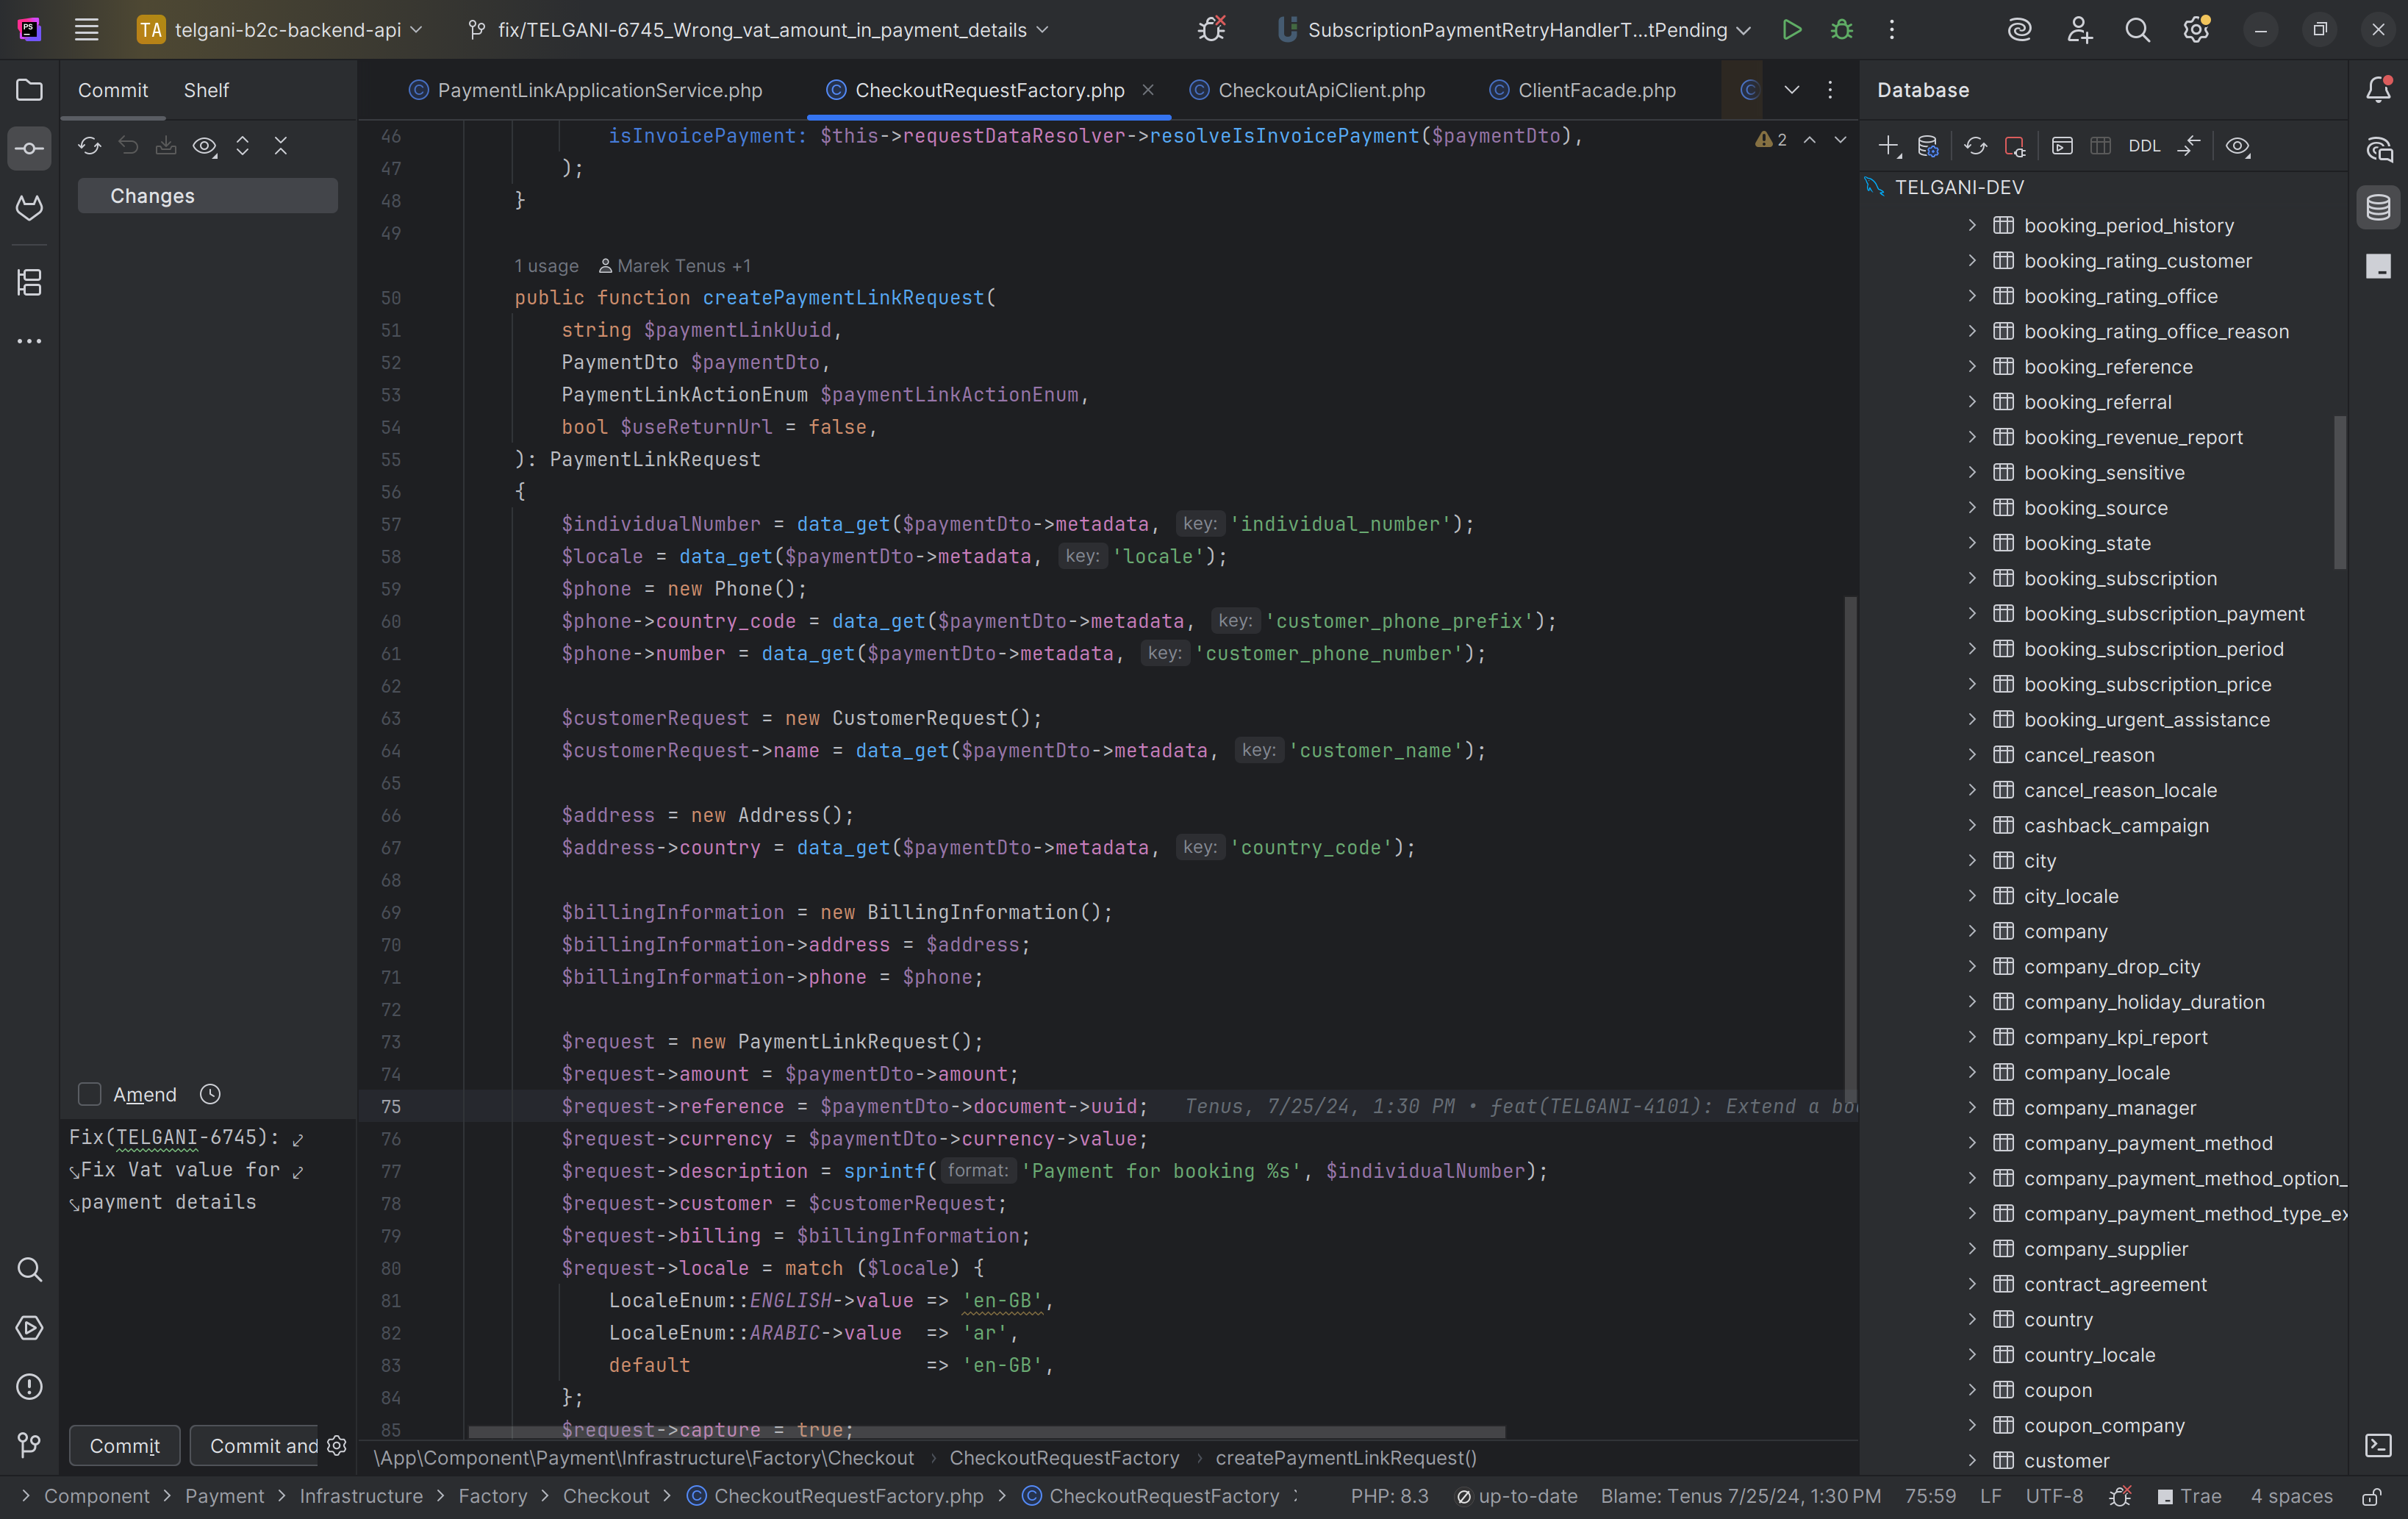 PS
TA telgani-b2c-backend-api
fix/TELGANI-6745_Wrong_vat_amount_in_payment_details
SubscriptionPaymentRetryHandlerT...tPending
Commit Shelf
Changes
PaymentLinkApplicationService.php
CheckoutRequestFactory.php
CheckoutApiClient.php
ClientFacade.php
2
46 isInvoicePayment: $this->requestDataResolver->resolveIsInvoicePayment($paymentDto),
47 );
48 }
49
1 usage Marek Tenus +1
50 public function createPaymentLinkRequest(
51 string $paymentLinkUuid,
52 PaymentDto $paymentDto,
53 PaymentLinkActionEnum $paymentLinkActionEnum,
54 bool $useReturnUrl = false,
55 ): PaymentLinkRequest
56 {
57 $individualNumber = data_get($paymentDto->metadata, key: 'individual_number');
58 $locale = data_get($paymentDto->metadata, key: 'locale');
59 $phone = new Phone();
60 $phone->country_code = data_get($paymentDto->metadata, key: 'customer_phone_prefix');
61 $phone->number = data_get($paymentDto->metadata, key: 'customer_phone_number');
62
63 $customerRequest = new CustomerRequest();
64 $customerRequest->name = data_get($paymentDto->metadata, key: 'customer_name');
65
66 $address = new Address();
67 $address->country = data_get($paymentDto->metadata, key: 'country_code');
68
69 $billingInformation = new BillingInformation();
70 $billingInformation->address = $address;
71 $billingInformation->phone = $phone;
72
73 $request = new PaymentLinkRequest();
74 $request->amount = $paymentDto->amount;
75 $request->reference = $paymentDto->document->uuid; Tenus, 7/25/24, 1:30 PM • feat(TELGANI-4101): Extend a
76 $request->currency = $paymentDto->currency->value;
77 $request->description = sprintf( format: 'Payment for booking %s', $individualNumber);
78 $request->customer = $customerRequest;
79 $request->billing = $billingInformation;
80 $request->locale = match ($locale) {
81 LocaleEnum::ENGLISH->value => 'en-GB',
82 LocaleEnum::ARABIC->value => 'ar',
83 default => 'en-GB',
84 };
85 $request->capture = true;
\App\Component\Payment\Infrastructure\Factory\Checkout › CheckoutRequestFactory › createPaymentLinkRequest()
Amend
Fix(TELGANI-6745):
Fix Vat value for
payment details
Commit
Commit and
Database
DDL
TELGANI-DEV
booking_period_history
booking_rating_customer
booking_rating_office
booking_rating_office_reason
booking_reference
booking_referral
booking_revenue_report
booking_sensitive
booking_source
booking_state
booking_subscription
booking_subscription_payment
booking_subscription_period
booking_subscription_price
booking_urgent_assistance
cancel_reason
cancel_reason_locale
cashback_campaign
city
city_locale
company
company_drop_city
company_holiday_duration
company_kpi_report
company_locale
company_manager
company_payment_method
company_payment_method_option_
company_payment_method_type_ex
company_supplier
contract_agreement
country
country_locale
coupon
coupon_company
customer
Component > Payment > Infrastructure > Factory > Checkout > CheckoutRequestFactory.php > CheckoutRequestFactory
PHP: 8.3 up-to-date Blame: Tenus 7/25/24, 1:30 PM 75:59 LF UTF-8 Trae 4 spaces